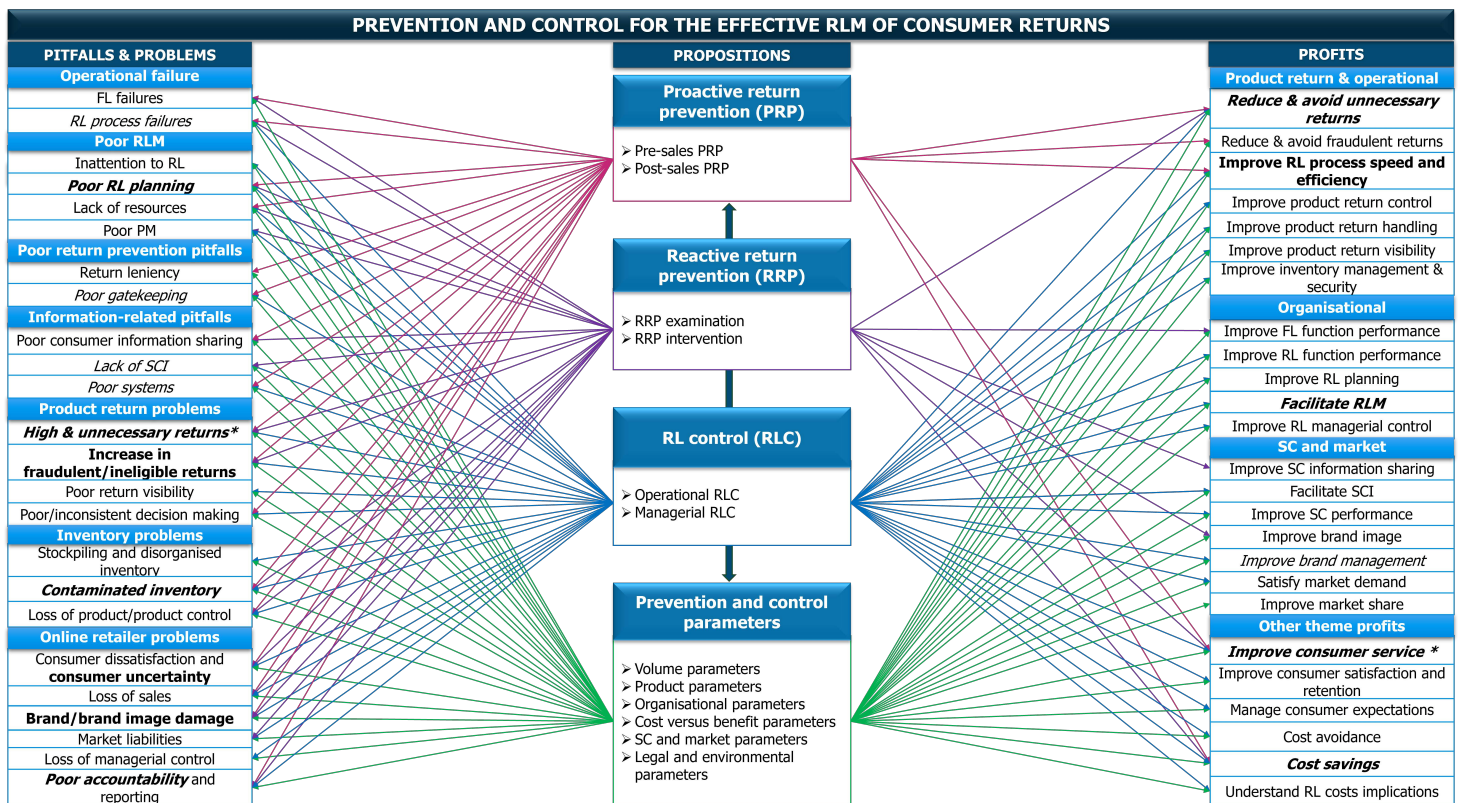 PREVENTION AND CONTROL FOR THE EFFECTIVE RLM OF CONSUMER RETURNS
PITFALLS & PROBLEMS
Operational failure
FL failures
RL process failures
Poor RLM
Inattention to RL
Poor RL planning
Lack of resources
Poor PM
Poor return prevention pitfalls
Return leniency
Poor gatekeeping
Information-related pitfalls
Poor consumer information sharing
Lack of SCI
Poor systems
Product return problems
High & unnecessary returns*
Increase in
fraudulent/ineligible returns
Poor return visibility
Poor/inconsistent decision making
Inventory problems
Stockpiling and disorganised
inventory
Contaminated inventory
Loss of product/product control
Online retailer problems
Consumer dissatisfaction and
consumer uncertainty
Loss of sales
Brand/brand image damage
Market liabilities
Loss of managerial control
Poor accountability and
reporting
PROPOSITIONS
Proactive return
prevention (PRP)
➢ Pre-sales PRP
➢ Post-sales PRP
Reactive return
prevention (RRP)
➢ RRP examination
➢ RRP intervention
RL control (RLC)
➢ Operational RLC
➢ Managerial RLC
Prevention and control
parameters
➢ Volume parameters
➢ Product parameters
➢ Organisational parameters
➢ Cost versus benefit parameters
➢ SC and market parameters
➢ Legal and environmental
parameters
PROFITS
Product return & operational
Reduce & avoid unnecessary
returns
Reduce & avoid fraudulent returns
Improve RL process speed and
efficiency
Improve product return control
Improve product return handling
Improve product return visibility
Improve inventory management &
security
Organisational
Improve FL function performance
Improve RL function performance
Improve RL planning
Facilitate RLM
Improve RL managerial control
SC and market
Improve SC information sharing
Facilitate SCI
Improve SC performance
Improve brand image
Improve brand management
Satisfy market demand
Improve market share
Other theme profits
Improve consumer service *
Improve consumer satisfaction and
retention
Manage consumer expectations
Cost avoidance
Cost savings
Understand RL costs implications